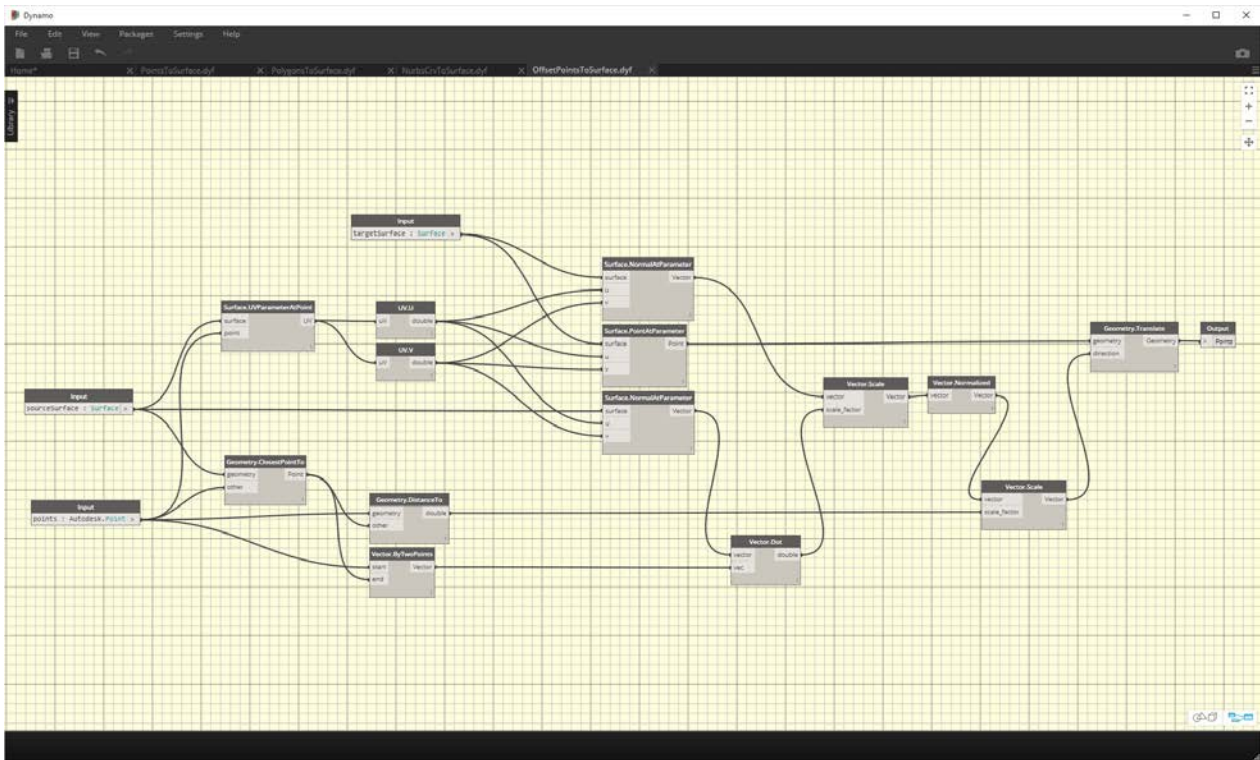 Dynamo
File Edit View Packages Settings Help
Home* PointsToSurface.dyf PolygonsToSurface.dyf NurbsCrvToSurface.dyf OffsetPointsToSurface.dyf
Library
Input
targetSurface : Surface >
Surface.NormalAtParameter
surface Vector
u
v
Surface.UVParameterAtPoint
surface UV
point
UV.U
uv double
UV.V
uv double
Surface.PointAtParameter
surface Point
u
v
Geometry.Translate
geometry Geometry
direction
Output
> Points
Input
sourceSurface : Surface >
Surface.NormalAtParameter
surface Vector
u
v
Vector.Scale
vector Vector
scale_factor
Vector.Normalized
vector Vector
Geometry.ClosestPointTo
geometry Point
other
Input
points : Autodesk.Point >
Geometry.DistanceTo
geometry double
other
Vector.Scale
vector Vector
scale_factor
Vector.ByTwoPoints
start Vector
end
Vector.Dot
vector double
vec